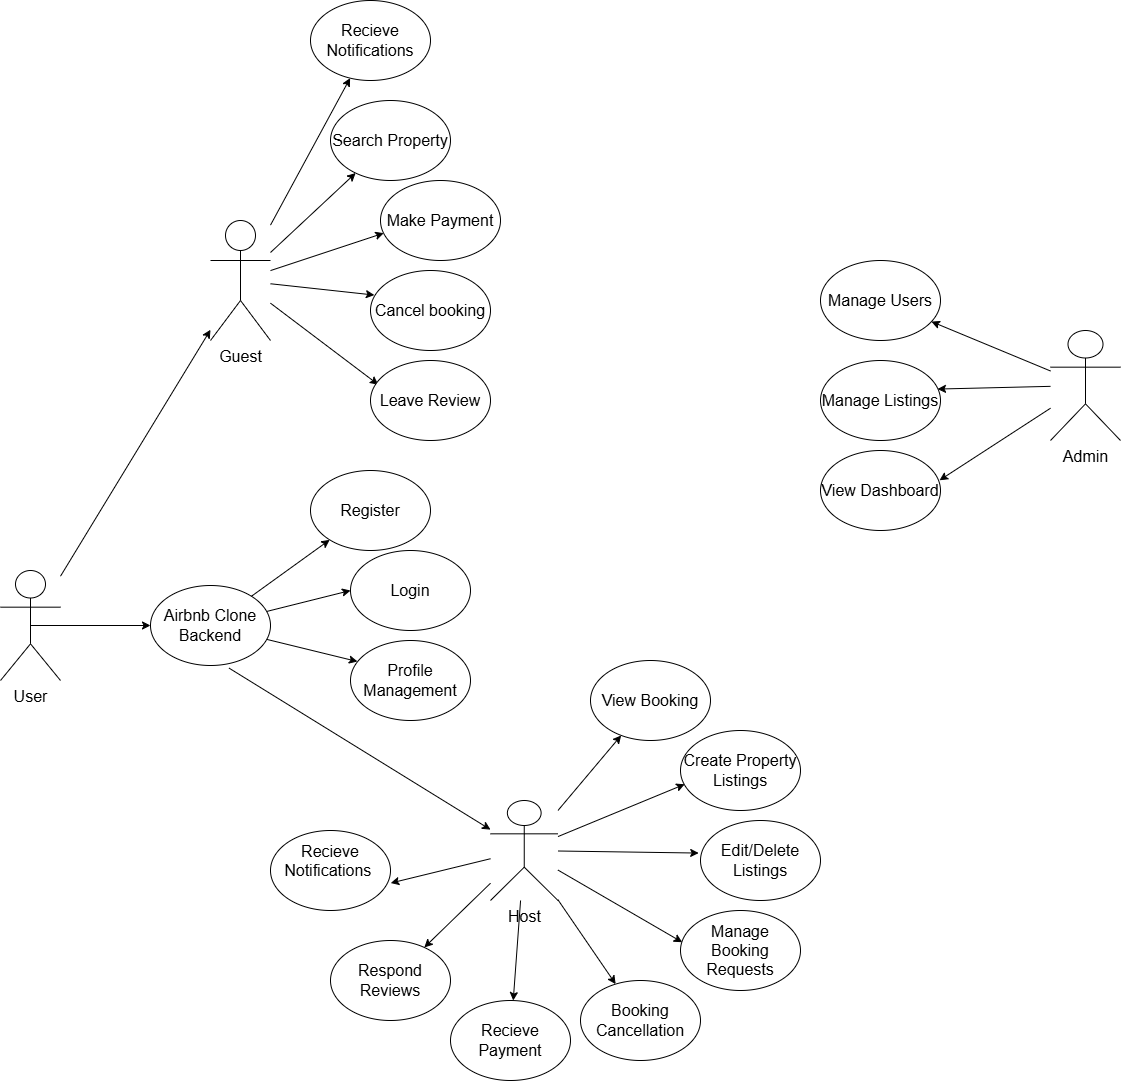 Recieve
Notifications
Search Property
Make Payment
Cancel booking
Leave Review
Guest
Manage Users
Manage Listings
View Dashboard
Admin
Register
Login
Profile
Management
Airbnb Clone
Backend
User
View Booking
Create Property
Listings
Edit/Delete
Listings
Manage
Booking
Requests
Booking
Cancellation
Host
Recieve
Notifications
Respond
Reviews
Recieve
Payment